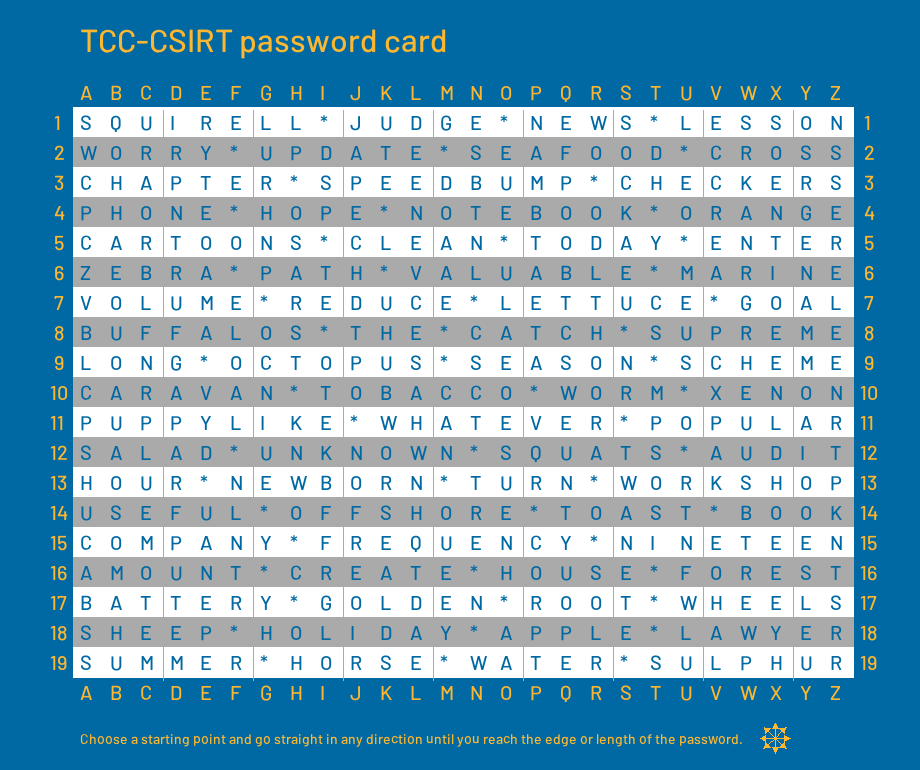 TCC-CSIRT password card
A B C D E F G H I J K L M N O P Q R S T U V W X Y Z
1 S Q U I R E L L * J U D G E * N E W S * L E S S O N 1
2 W O R R Y * U P D A T E * S E A F O O D * C R O S S 2
3 C H A P T E R * S P E E D B U M P * C H E C K E R S 3
4 P H O N E * H O P E * N O T E B O O K * O R A N G E 4
5 C A R T O O N S * C L E A N * T O D A Y * E N T E R 5
6 Z E B R A * P A T H * V A L U A B L E * M A R I N E 6
7 V O L U M E * R E D U C E * L E T T U C E * G O A L 7
8 B U F F A L O S * T H E * C A T C H * S U P R E M E 8
9 L O N G * O C T O P U S * S E A S O N * S C H E M E 9
10 C A R A V A N * T O B A C C O * W O R M * X E N O N 10
11 P U P P Y L I K E * W H A T E V E R * P O P U L A R 11
12 S A L A D * U N K N O W N * S Q U A T S * A U D I T 12
13 H O U R * N E W B O R N * T U R N * W O R K S H O P 13
14 U S E F U L * O F F S H O R E * T O A S T * B O O K 14
15 C O M P A N Y * F R E Q U E N C Y * N I N E T E E N 15
16 A M O U N T * C R E A T E * H O U S E * F O R E S T 16
17 B A T T E R Y * G O L D E N * R O O T * W H E E L S 17
18 S H E E P * H O L I D A Y * A P P L E * L A W Y E R 18
19 S U M M E R * H O R S E * W A T E R * S U L P H U R 19
A B C D E F G H I J K L M N O P Q R S T U V W X Y Z
Choose a starting point and go straight in any direction until you reach the edge or length of the password.